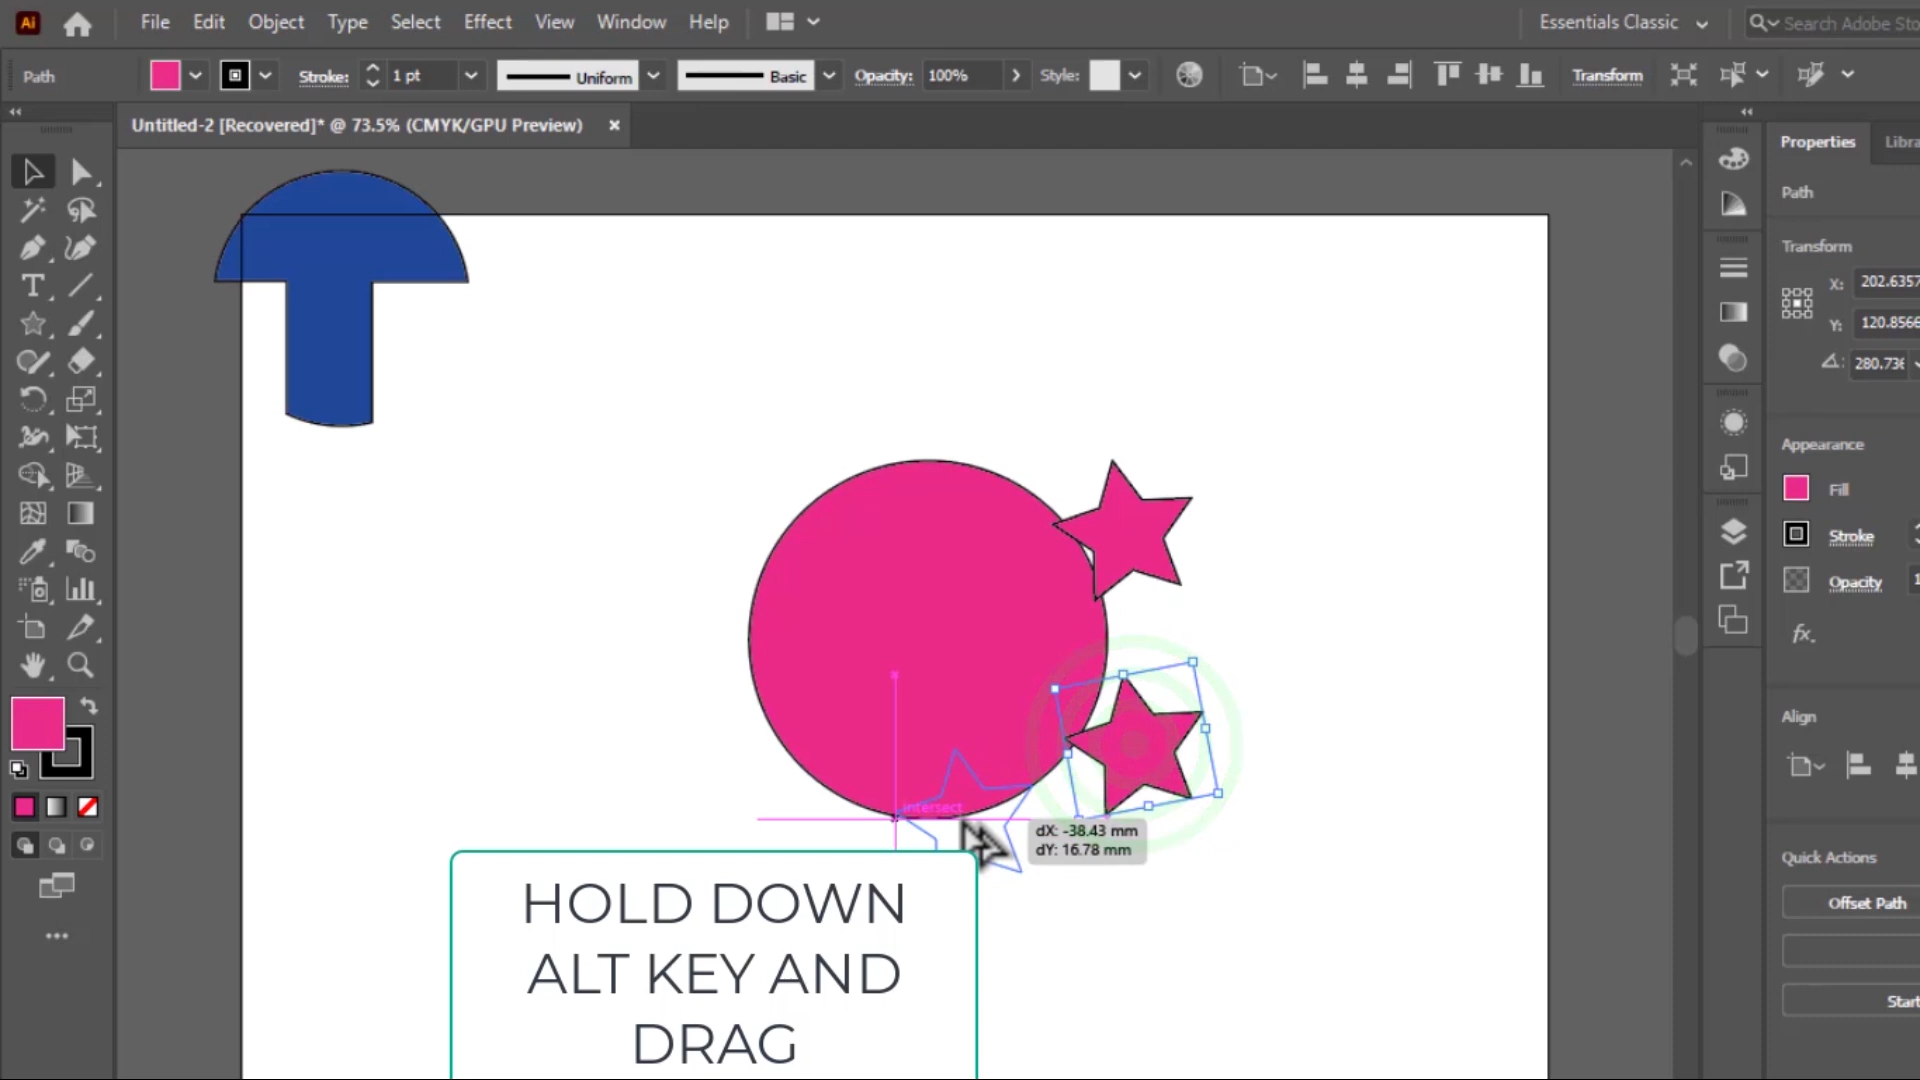 Ai File Edit Object Type Select Effect View Window Help Essentials Classic Search Adobe Sto
Path Stroke: 1 pt Uniform Basic Opacity: 100% Style: Transform
Untitled-2 [Recovered]* @ 73.5% (CMYK/GPU Preview) ×
Properties Libra
Path
Transform
X: 202.6357
Y: 120.8566
280.736
Appearance
Fill
Stroke
Opacity 1
fx.
Align
Quick Actions
Offset Path
Start
intersect
dX: -38.43 mm
dY: 16.78 mm
HOLD DOWN
ALT KEY AND
DRAG